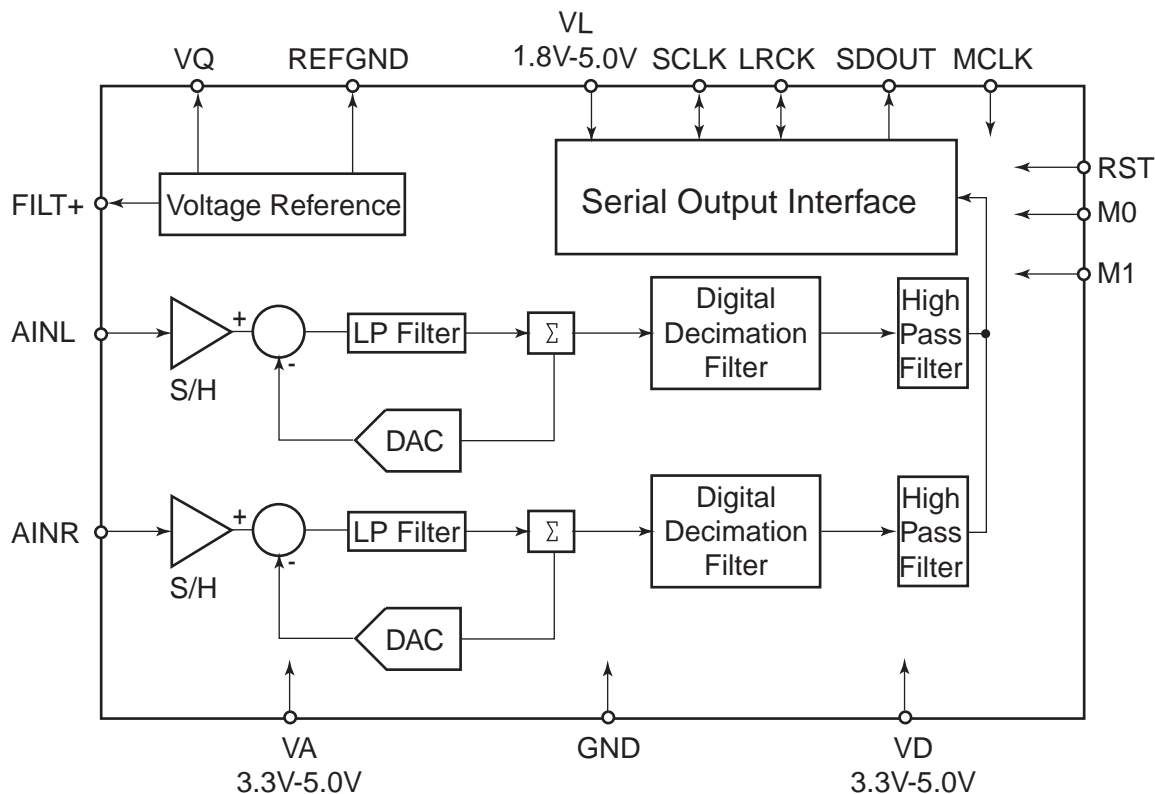 VL
VQ REFGND 1.8V-5.0V SCLK LRCK SDOUT MCLK
RST
FILT+ Voltage Reference Serial Output Interface M0
M1
AINL + S/H - LP Filter Σ
Digital
Decimation
Filter
High
Pass
Filter
DAC
AINR + S/H - LP Filter Σ
Digital
Decimation
Filter
High
Pass
Filter
DAC
VA GND VD
3.3V-5.0V 3.3V-5.0V